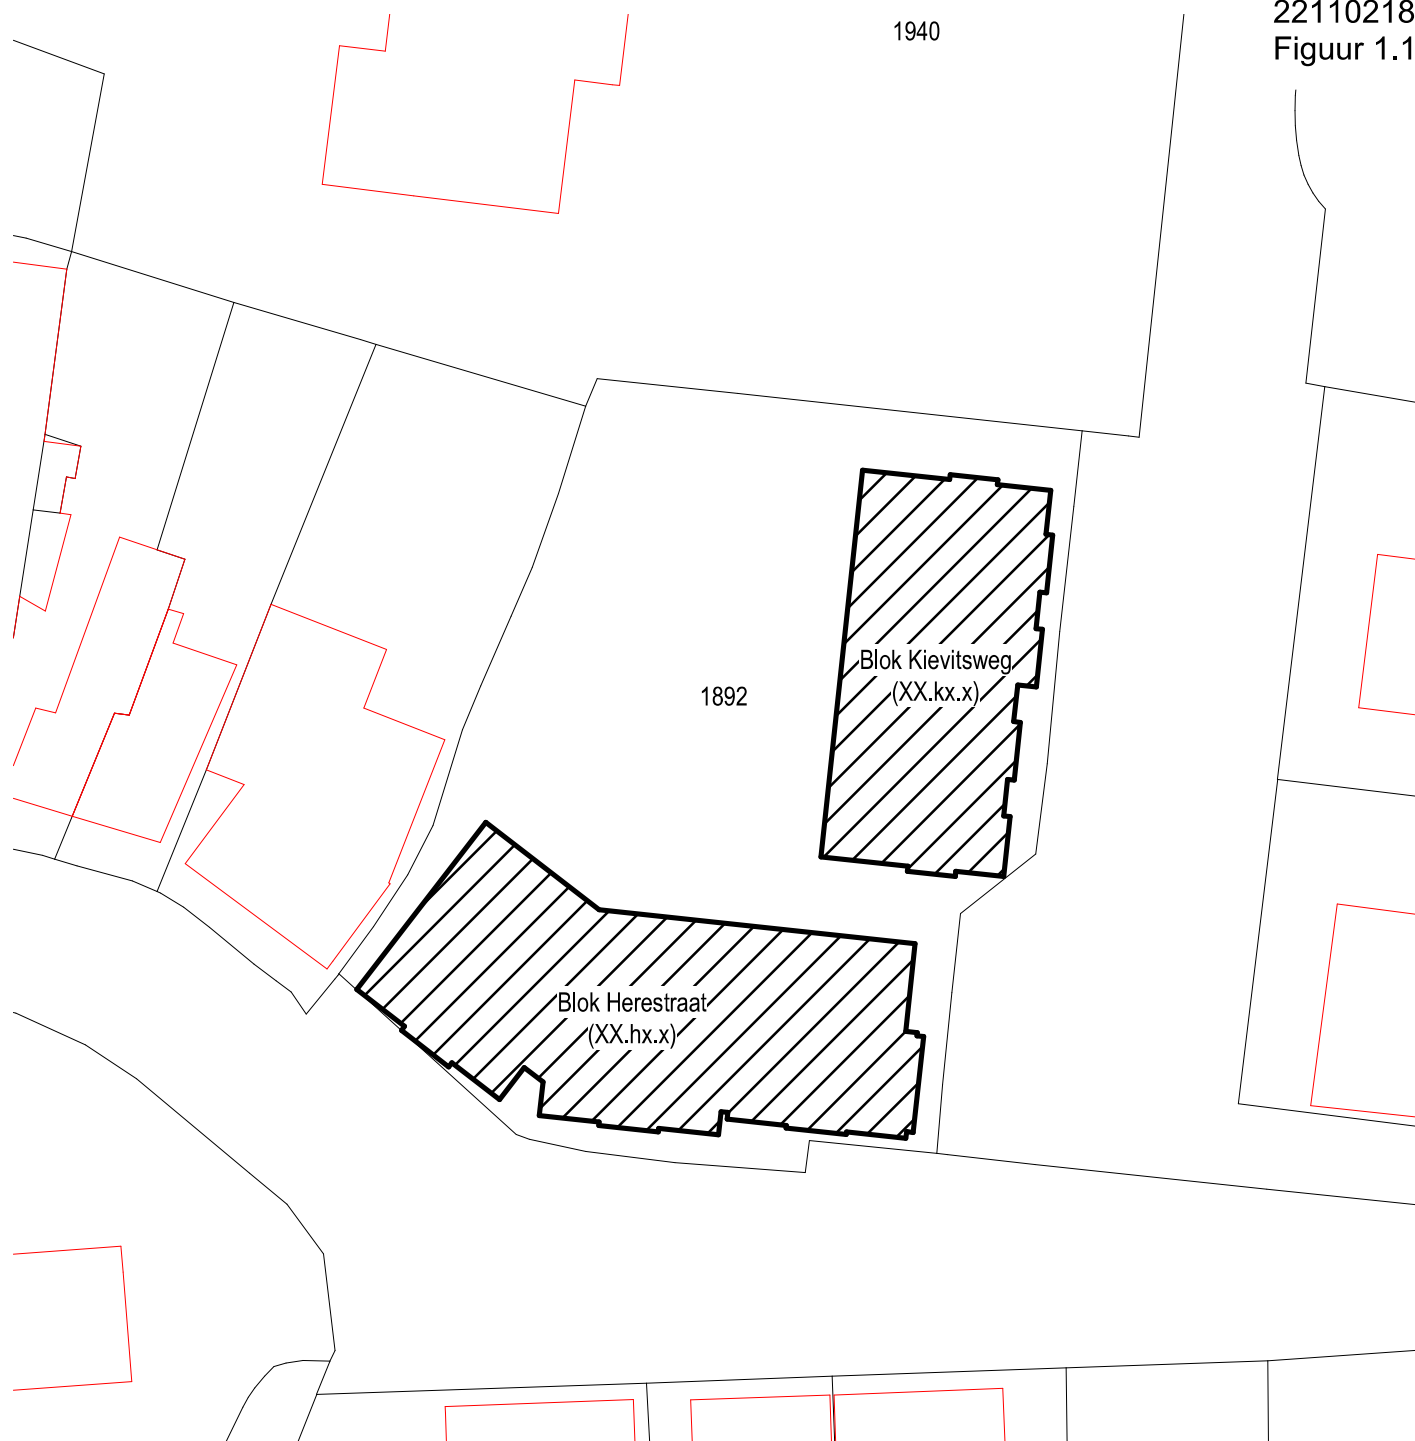 22110218
Figuur 1.1
1940
Blok Kievitsweg
(XX.kx.x)
1892
Blok Herestraat
(XX.hx.x)